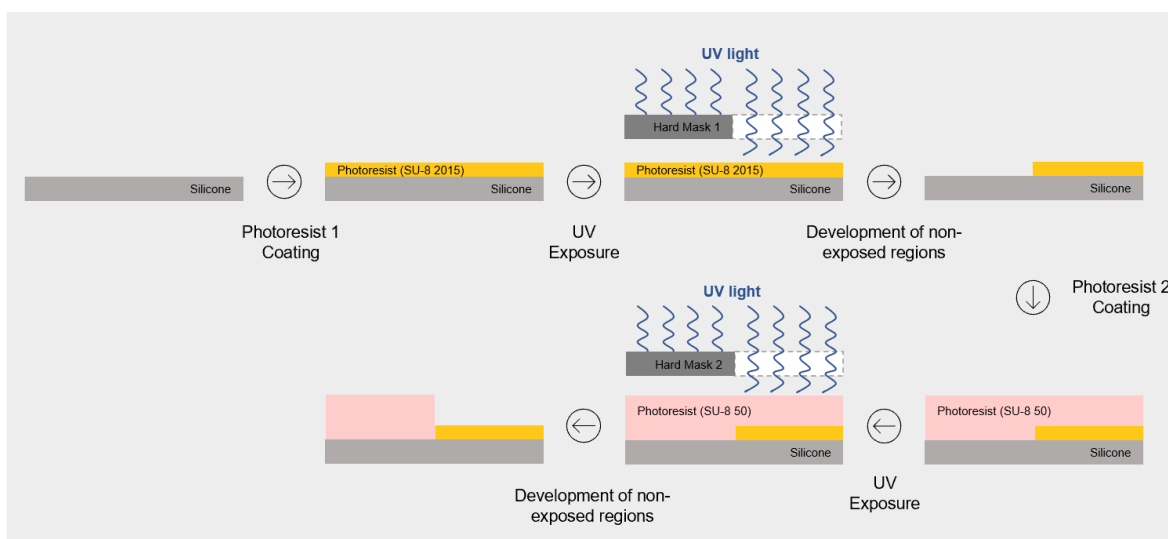 UV light
Hard Mask 1
Silicone
Photoresist (SU-8 2015)
Silicone
Photoresist (SU-8 2015)
Silicone
Silicone
Photoresist 1
Coating
UV
Exposure
Development of non-
exposed regions
Photoresist 2
Coating
UV light
Hard Mask 2
Photoresist (SU-8 50)
Silicone
Photoresist (SU-8 50)
Silicone
Silicone
UV
Exposure
Development of non-
exposed regions